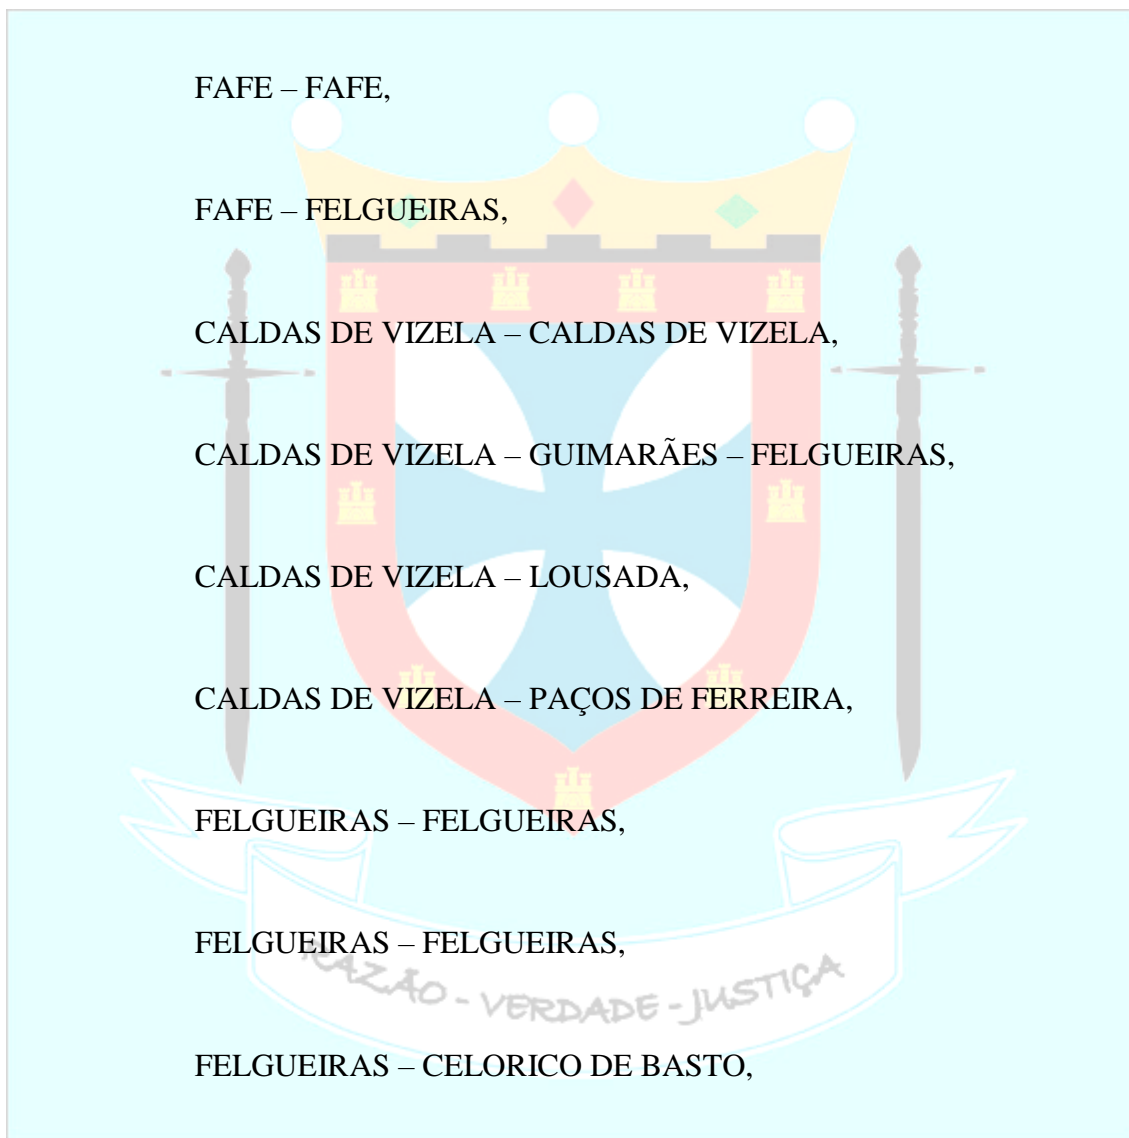 FAFE – FAFE,
FAFE – FELGUEIRAS,
CALDAS DE VIZELA – CALDAS DE VIZELA,
CALDAS DE VIZELA – GUIMARÃES – FELGUEIRAS,
CALDAS DE VIZELA – LOUSADA,
CALDAS DE VIZELA – PAÇOS DE FERREIRA,
FELGUEIRAS – FELGUEIRAS,
FELGUEIRAS – FELGUEIRAS,
RAZÃO - VERDADE - JUSTIÇA
FELGUEIRAS – CELORICO DE BASTO,